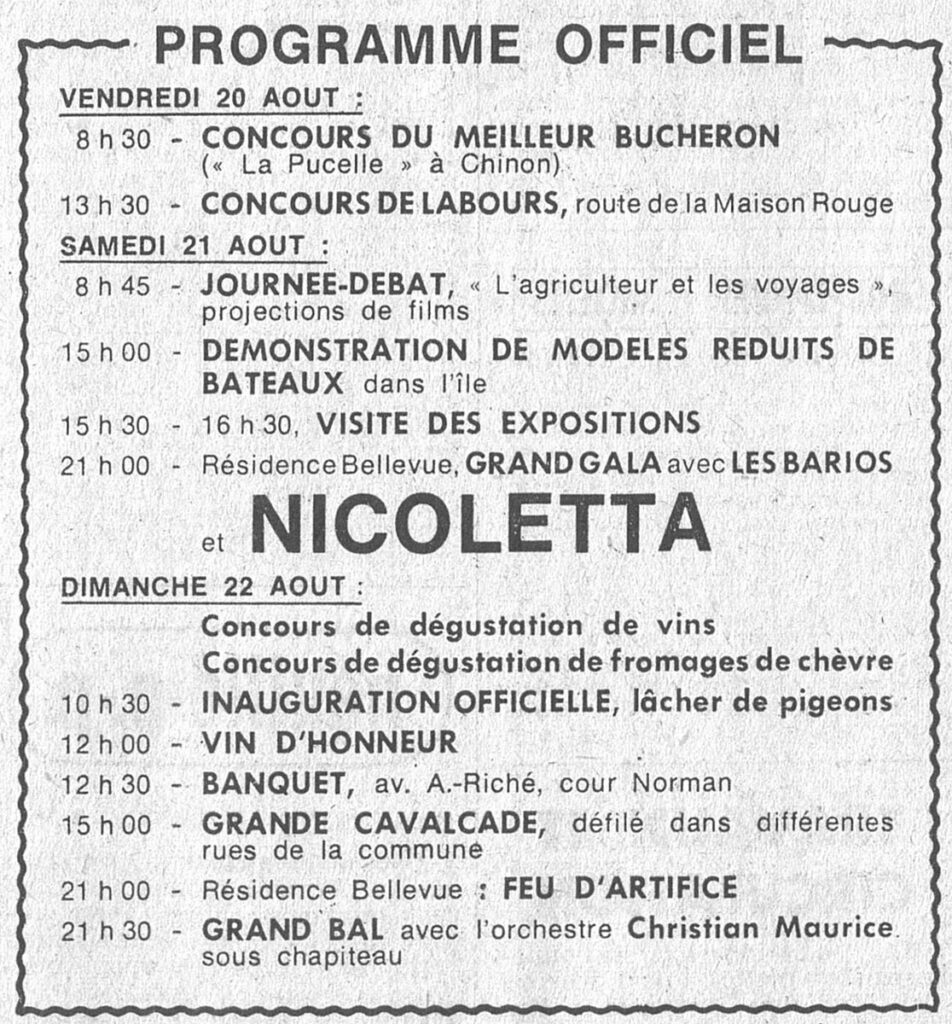 PROGRAMME OFFICIEL
VENDREDI 20 AOUT :
8 h 30 - CONCOURS DU MEILLEUR BUCHERON
(« La Pucelle » à Chinon)
13 h 30 - CONCOURS DE LABOURS, route de la Maison Rouge
SAMEDI 21 AOUT :
8 h 45 - JOURNEE-DEBAT, « L'agriculteur et les voyages »,
projections de films
15 h 00 - DEMONSTRATION DE MODELES REDUITS DE
BATEAUX dans l'île
15 h 30 - 16 h 30, VISITE DES EXPOSITIONS
21 h 00 - Résidence Bellevue, GRAND GALA avec LES BARIOS
et NICOLETTA
DIMANCHE 22 AOUT :
Concours de dégustation de vins
Concours de dégustation de fromages de chèvre
10 h 30 - INAUGURATION OFFICIELLE, lâcher de pigeons
12 h 00 - VIN D'HONNEUR
12 h 30 - BANQUET, av. A.-Riché, cour Norman
15 h 00 - GRANDE CAVALCADE, défilé dans différentes
rues de la commune
21 h 00 - Résidence Bellevue : FEU D'ARTIFICE
21 h 30 - GRAND BAL avec l'orchestre Christian Maurice
sous chapiteau